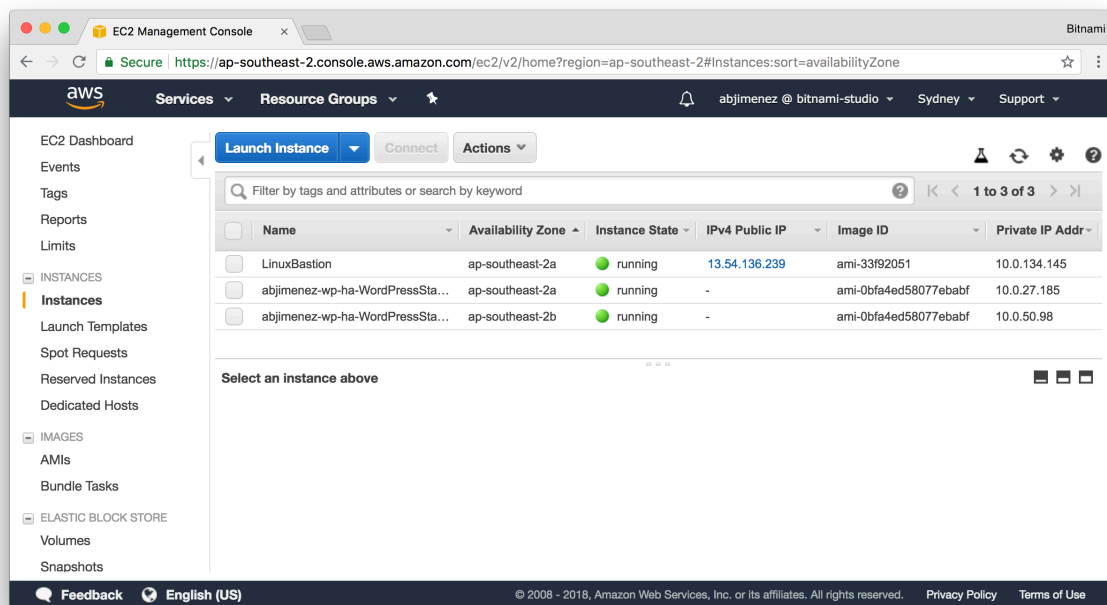 EC2 Management Console
Bitnami
Secure https://ap-southeast-2.console.aws.amazon.com/ec2/v2/home?region=ap-southeast-2#Instances:sort=availabilityZone
aws Services Resource Groups abjimenez @ bitnami-studio Sydney Support
EC2 Dashboard
Events
Tags
Reports
Limits
INSTANCES
Instances
Launch Templates
Spot Requests
Reserved Instances
Dedicated Hosts
IMAGES
AMIs
Bundle Tasks
ELASTIC BLOCK STORE
Volumes
Snapshots
Launch Instance Connect Actions
Filter by tags and attributes or search by keyword 1 to 3 of 3
Name Availability Zone Instance State IPv4 Public IP Image ID Private IP Addr
LinuxBastion ap-southeast-2a running 13.54.136.239 ami-33f92051 10.0.134.145
abjimenez-wp-ha-WordPressSta... ap-southeast-2a running - ami-0bfa4ed58077ebabf 10.0.27.185
abjimenez-wp-ha-WordPressSta... ap-southeast-2b running - ami-0bfa4ed58077ebabf 10.0.50.98
Select an instance above
Feedback English (US) © 2008 - 2018, Amazon Web Services, Inc. or its affiliates. All rights reserved. Privacy Policy Terms of Use